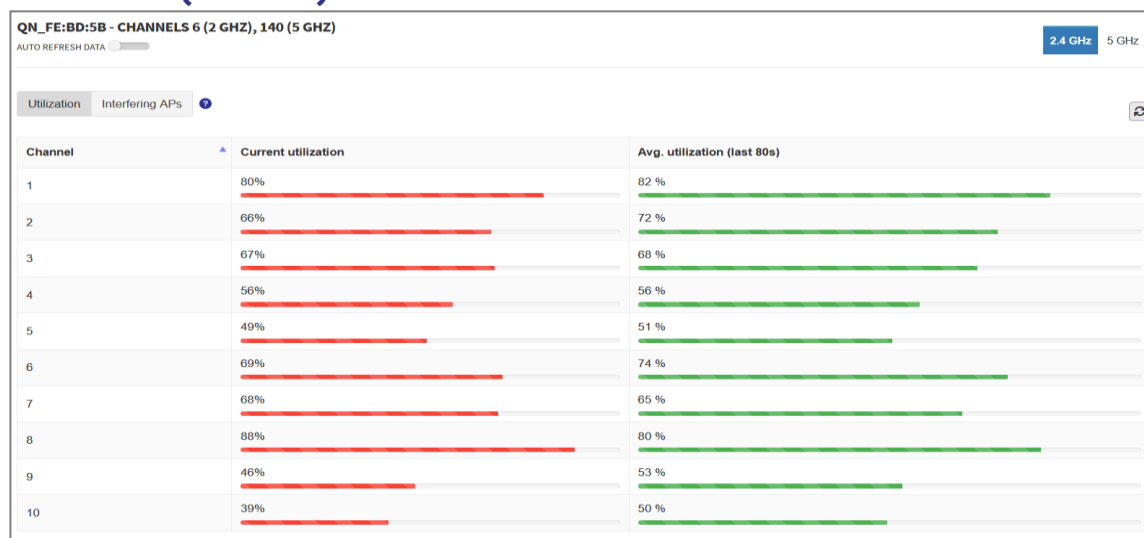 QN_FE:BD:5B - CHANNELS 6 (2 GHZ), 140 (5 GHZ)
AUTO REFRESH DATA
2.4 GHz 5 GHz
Utilization Interfering APs ?
Channel Current utilization Avg. utilization (last 80s)
1 80% 82 %
2 66% 72 %
3 67% 68 %
4 56% 56 %
5 49% 51 %
6 69% 74 %
7 68% 65 %
8 88% 80 %
9 46% 53 %
10 39% 50 %